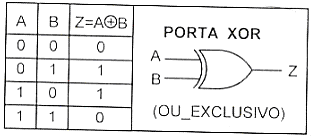 A B Z=A⊕B
0 0 0
0 1 1
1 0 1
1 1 0
PORTA XOR
A
B
Z
(OU_EXCLUSIVO)